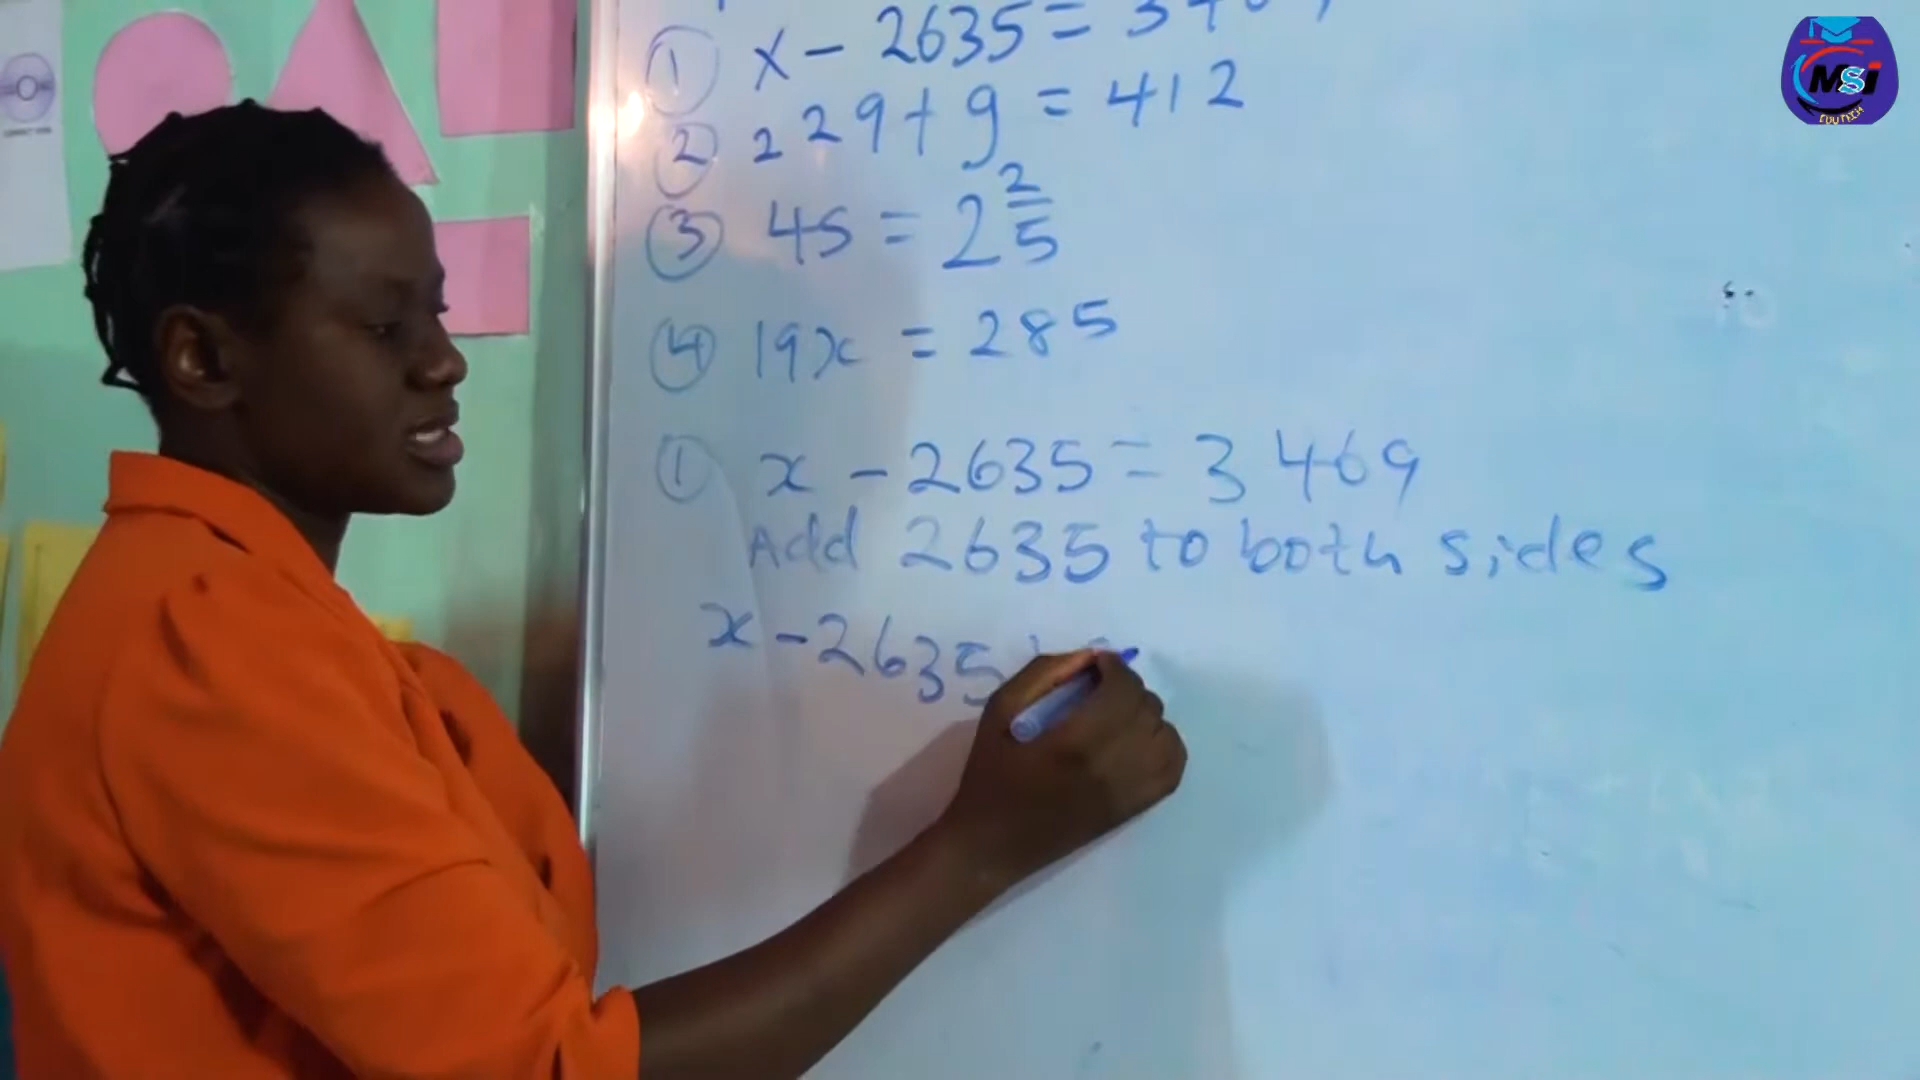 ① x - 2635 = 3469
② 229 + g = 412
③ 4s = 2 2/5
④ 19x = 285
① x - 2635 = 3469
Add 2635 to both sides
x - 2635 +
MSi
EDUTECH